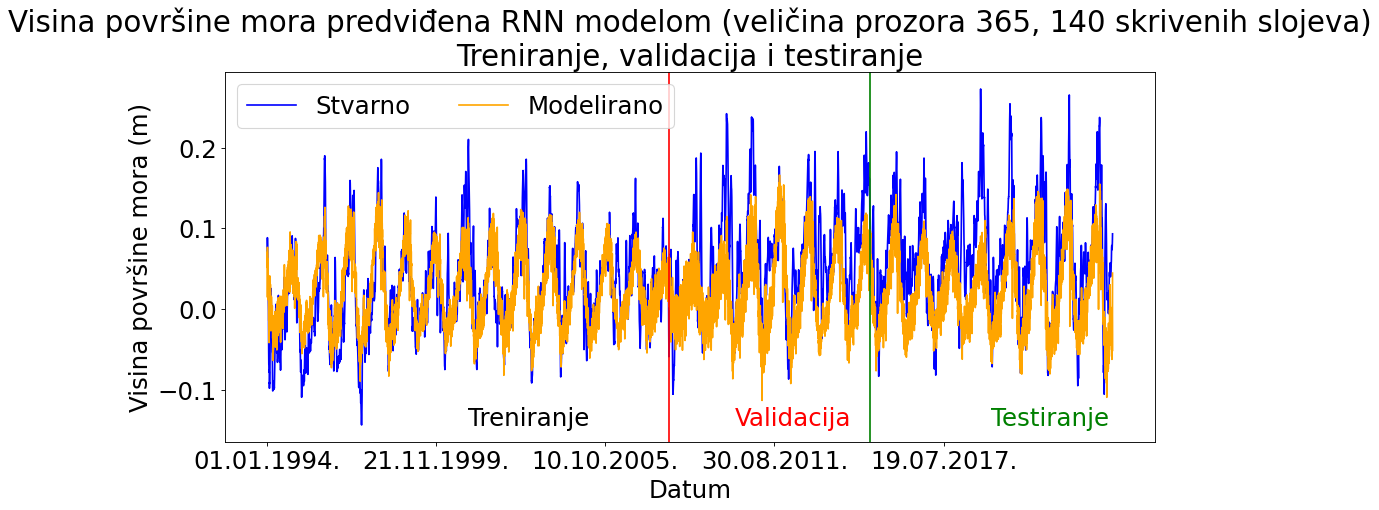 Visina površine mora predviđena RNN modelom (veličina prozora 365, 140 skrivenih slojeva)
Treniranje, validacija i testiranje
Stvarno Modelirano
Visina površine mora (m)
0.2
0.1
0.0
−0.1
Treniranje Validacija Testiranje
01.01.1994. 21.11.1999. 10.10.2005. 30.08.2011. 19.07.2017.
Datum